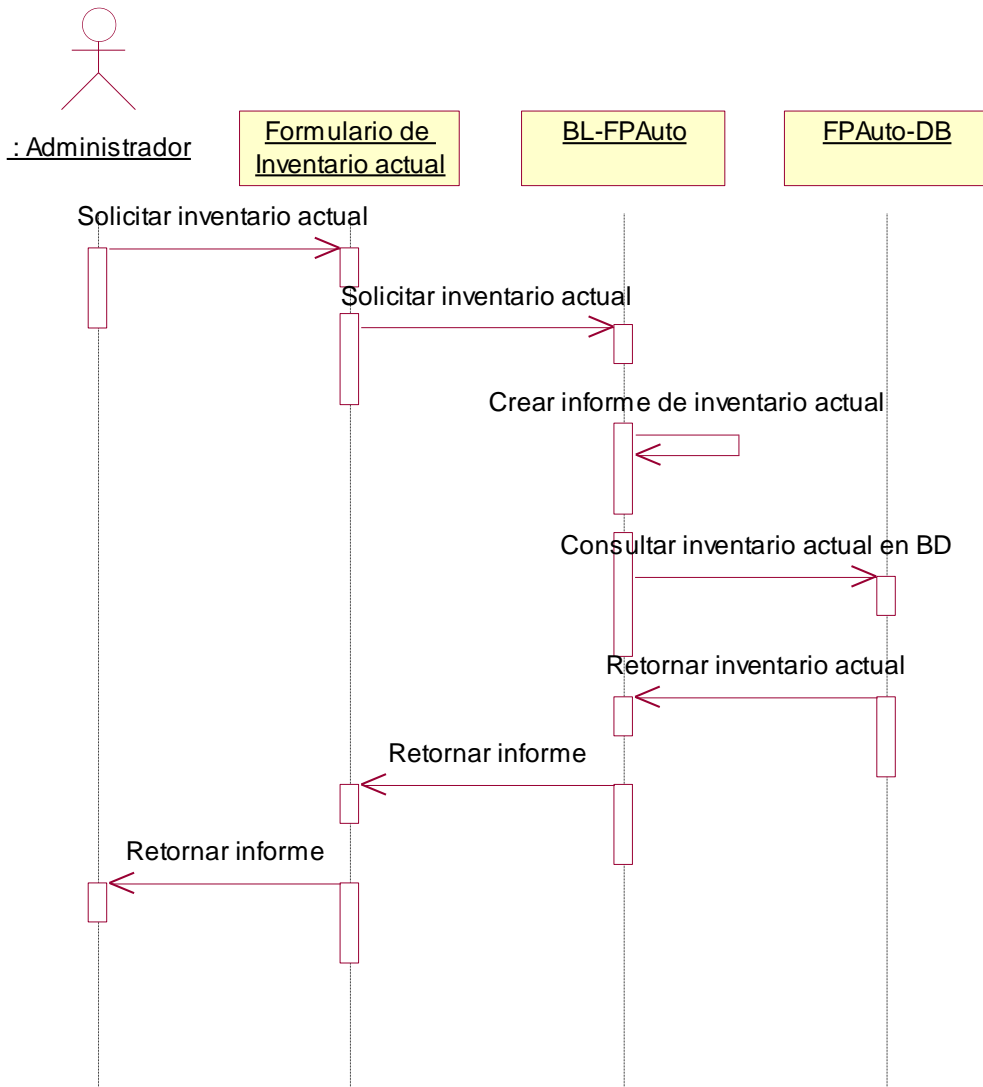 : Administrador
Formulario de
Inventario actual
BL-FPAuto
FPAuto-DB
Solicitar inventario actual
Solicitar inventario actual
Crear informe de inventario actual
Consultar inventario actual en BD
Retornar inventario actual
Retornar informe
Retornar informe